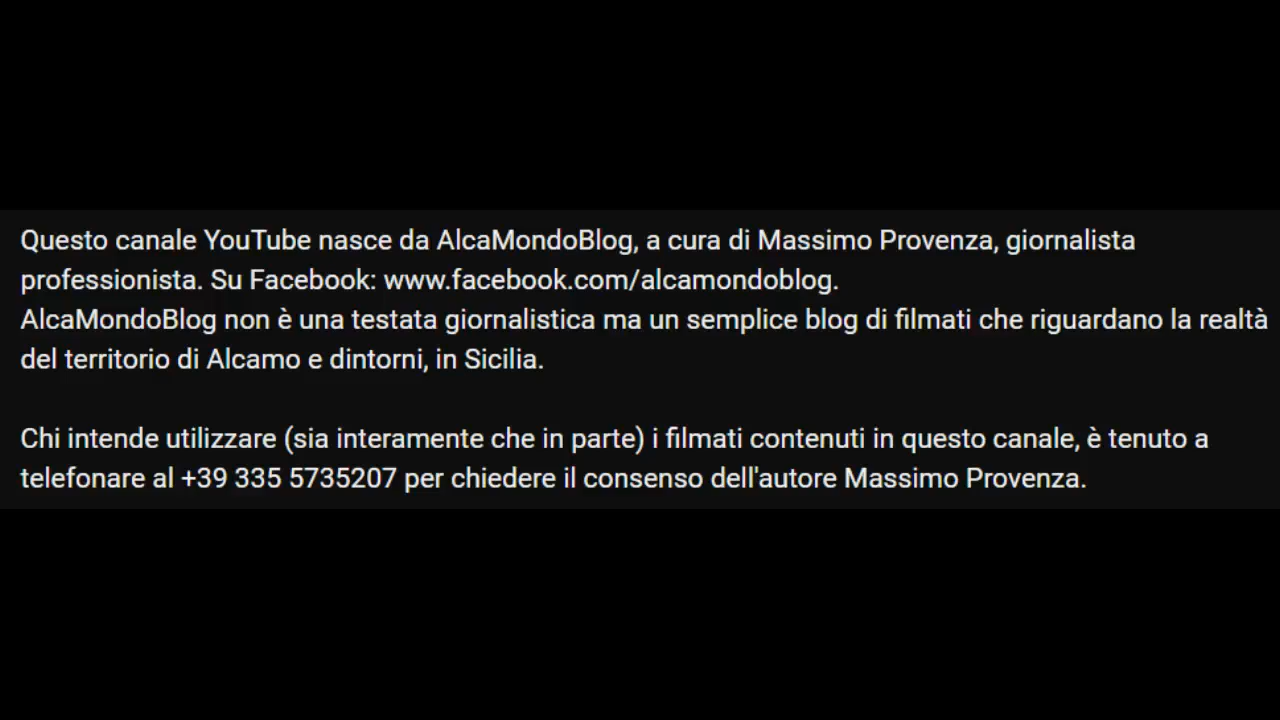 Questo canale YouTube nasce da AlcaMondoBlog, a cura di Massimo Provenza, giornalista
professionista. Su Facebook: www.facebook.com/alcamondoblog.
AlcaMondoBlog non è una testata giornalistica ma un semplice blog di filmati che riguardano la realtà
del territorio di Alcamo e dintorni, in Sicilia.
Chi intende utilizzare (sia interamente che in parte) i filmati contenuti in questo canale, è tenuto a
telefonare al +39 335 5735207 per chiedere il consenso dell'autore Massimo Provenza.